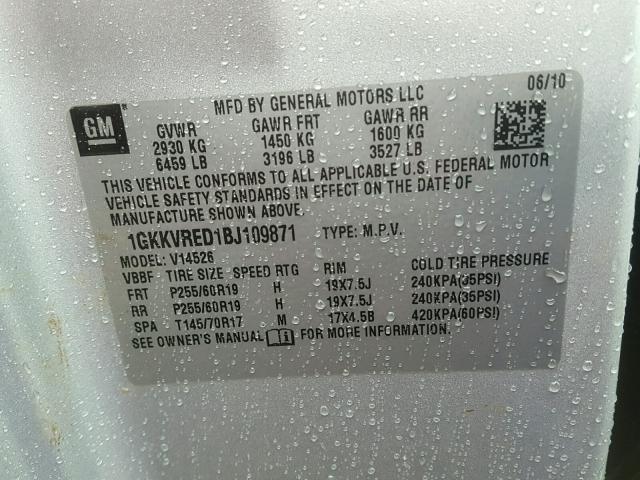 MFD BY GENERAL MOTORS LLC 06/10
GM
GVWR GAWR FRT GAWR RR
2930 KG 1450 KG 1600 KG
6459 LB 3196 LB 3527 LB
THIS VEHICLE CONFORMS TO ALL APPLICABLE U.S. FEDERAL MOTOR
VEHICLE SAFETY STANDARDS IN EFFECT ON THE DATE OF
MANUFACTURE SHOWN ABOVE.
1GKKVRED1BJ109871 TYPE: M.P.V.
MODEL: V14526
VBBF TIRE SIZE SPEED RTG RIM COLD TIRE PRESSURE
FRT P255/60R19 H 19X7.5J 240KPA(35PSI)
RR P255/60R19 H 19X7.5J 240KPA(35PSI)
SPA T145/70R17 M 17X4.5B 420KPA(60PSI)
SEE OWNER'S MANUAL FOR MORE INFORMATION.